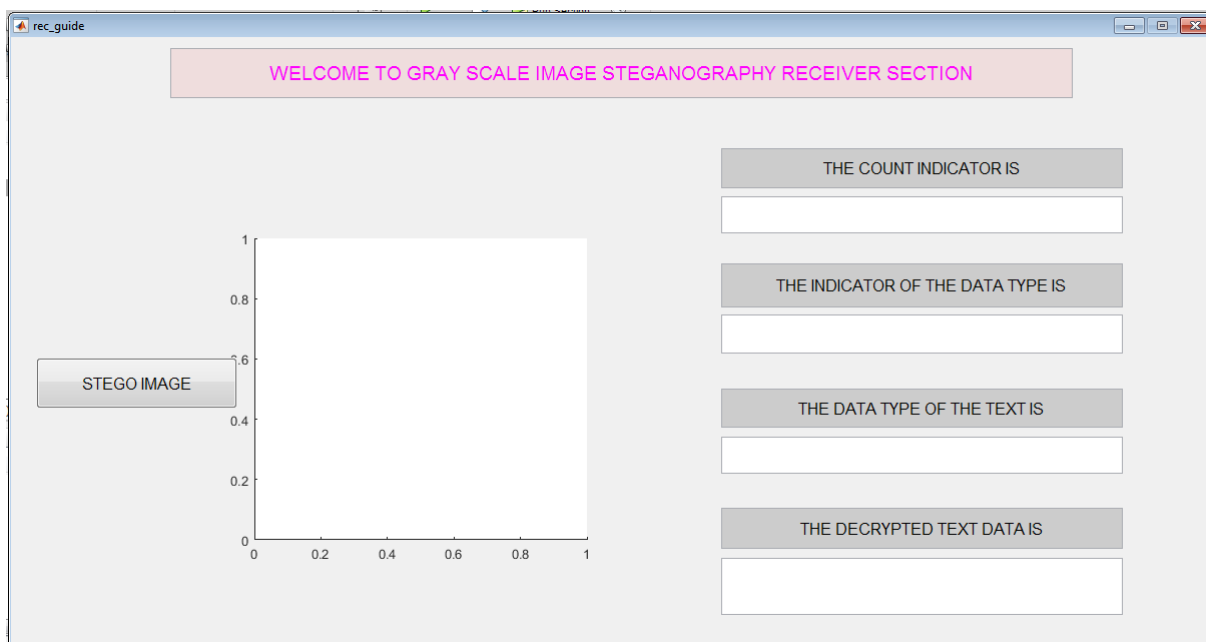 rec_guide
WELCOME TO GRAY SCALE IMAGE STEGANOGRAPHY RECEIVER SECTION
THE COUNT INDICATOR IS
THE INDICATOR OF THE DATA TYPE IS
THE DATA TYPE OF THE TEXT IS
THE DECRYPTED TEXT DATA IS
STEGO IMAGE
1
0.8
0.6
0.4
0.2
0
0 0.2 0.4 0.6 0.8 1